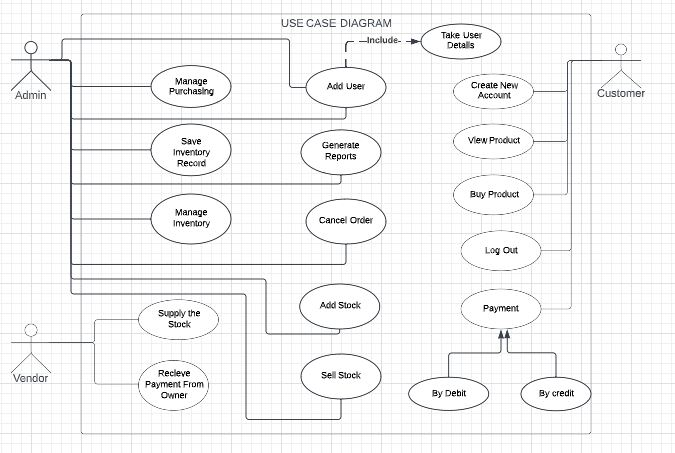 USE CASE DIAGRAM
Include
Take User
Details
Admin
Manage
Purchasing
Add User
Create New
Account
Customer
Save
Inventory
Record
Generate
Reports
View Product
Manage
Inventory
Cancel Order
Buy Product
Log Out
Supply the
Stock
Add Stock
Payment
Vendor
Recieve
Payment From
Owner
Sell Stock
By Debit
By credit